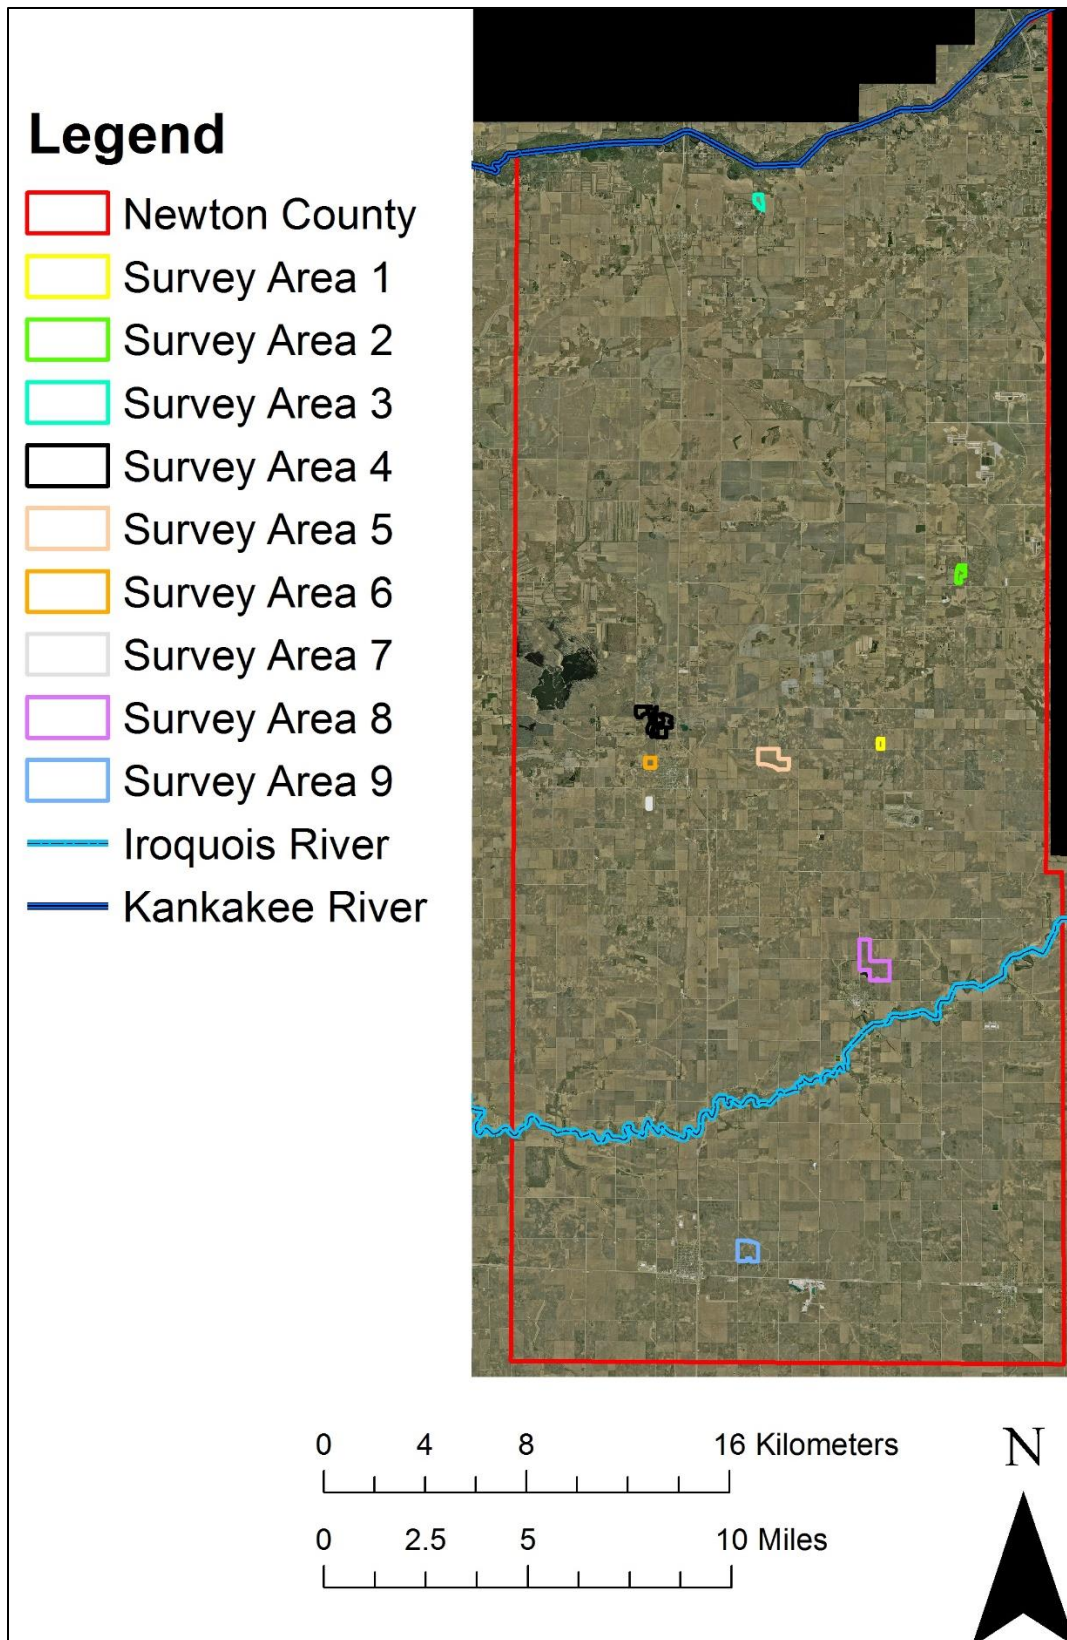 Legend
Newton County
Survey Area 1
Survey Area 2
Survey Area 3
Survey Area 4
Survey Area 5
Survey Area 6
Survey Area 7
Survey Area 8
Survey Area 9
Iroquois River
Kankakee River
0 4 8 16 Kilometers
0 2.5 5 10 Miles
N